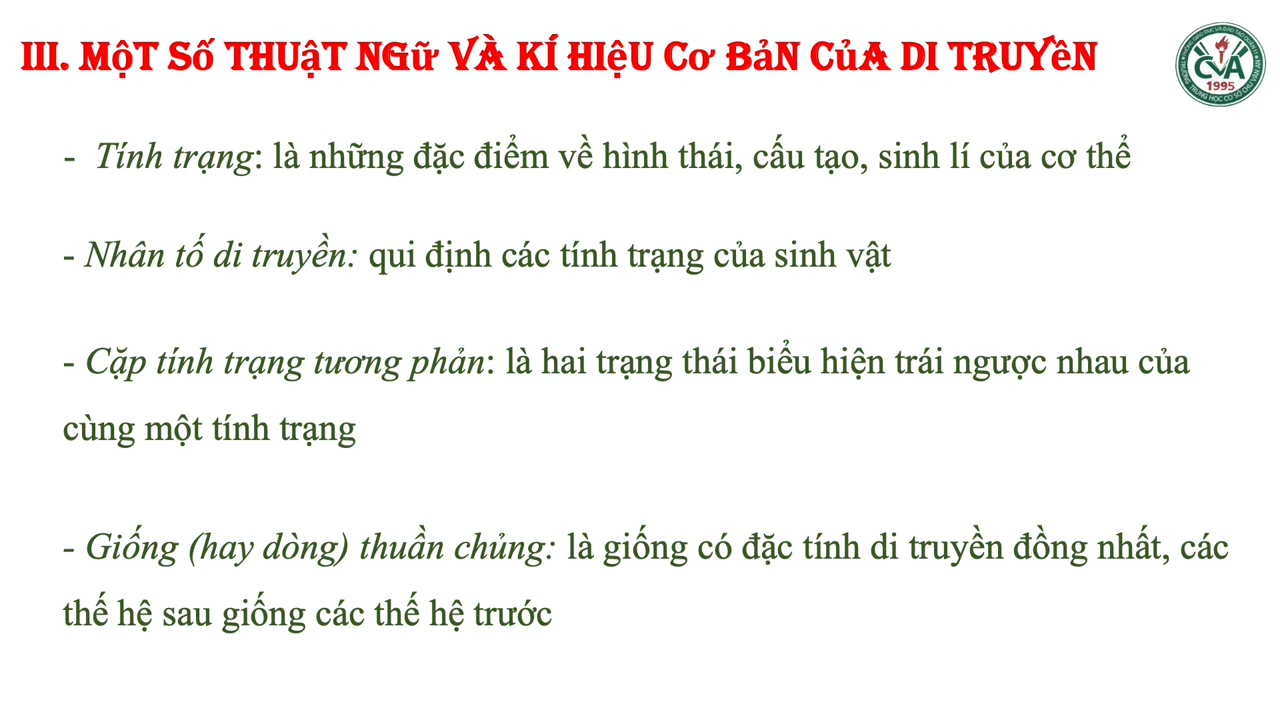 III. MộT Số THUậT NGữ VÀ KÍ HIệU Cơ BảN CủA DI TRUYềN
CVA
1995
- Tính trạng: là những đặc điểm về hình thái, cấu tạo, sinh lí của cơ thể
- Nhân tố di truyền: qui định các tính trạng của sinh vật
- Cặp tính trạng tương phản: là hai trạng thái biểu hiện trái ngược nhau của
cùng một tính trạng
- Giống (hay dòng) thuần chủng: là giống có đặc tính di truyền đồng nhất, các
thế hệ sau giống các thế hệ trước